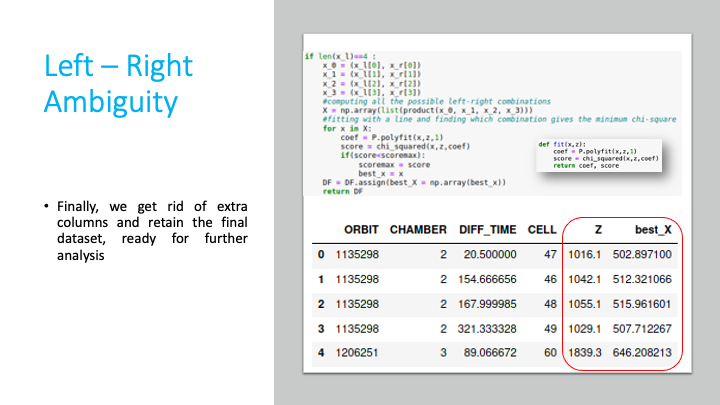 Left – Right
Ambiguity
• Finally, we get rid of extra
columns and retain the final
dataset, ready for further
analysis
if len(x_l)==4 :
x_0 = (x_l[0], x_r[0])
x_1 = (x_l[1], x_r[1])
x_2 = (x_l[2], x_r[2])
x_3 = (x_l[3], x_r[3])
#computing all the possible left-right combinations
X = np.array(list(product(x_0, x_1, x_2, x_3)))
#fitting with a line and finding which combination gives the minimum chi-square
for x in X:
coef = P.polyfit(x,z,1)
score = chi_squared(x,z,coef)
if(score<scoremax):
scoremax = score
best_x = x
DF = DF.assign(best_X = np.array(best_x))
return DF
def fit(x,z):
coef = P.polyfit(x,z,1)
score = chi_squared(x,z,coef)
return coef, score
ORBIT CHAMBER DIFF_TIME CELL Z best_X
0 1135298 2 20.500000 47 1016.1 502.897100
1 1135298 2 154.666656 46 1042.1 512.321066
2 1135298 2 167.999985 48 1055.1 515.961601
3 1135298 2 321.333328 49 1029.1 507.712267
4 1206251 3 89.066672 60 1839.3 646.208213